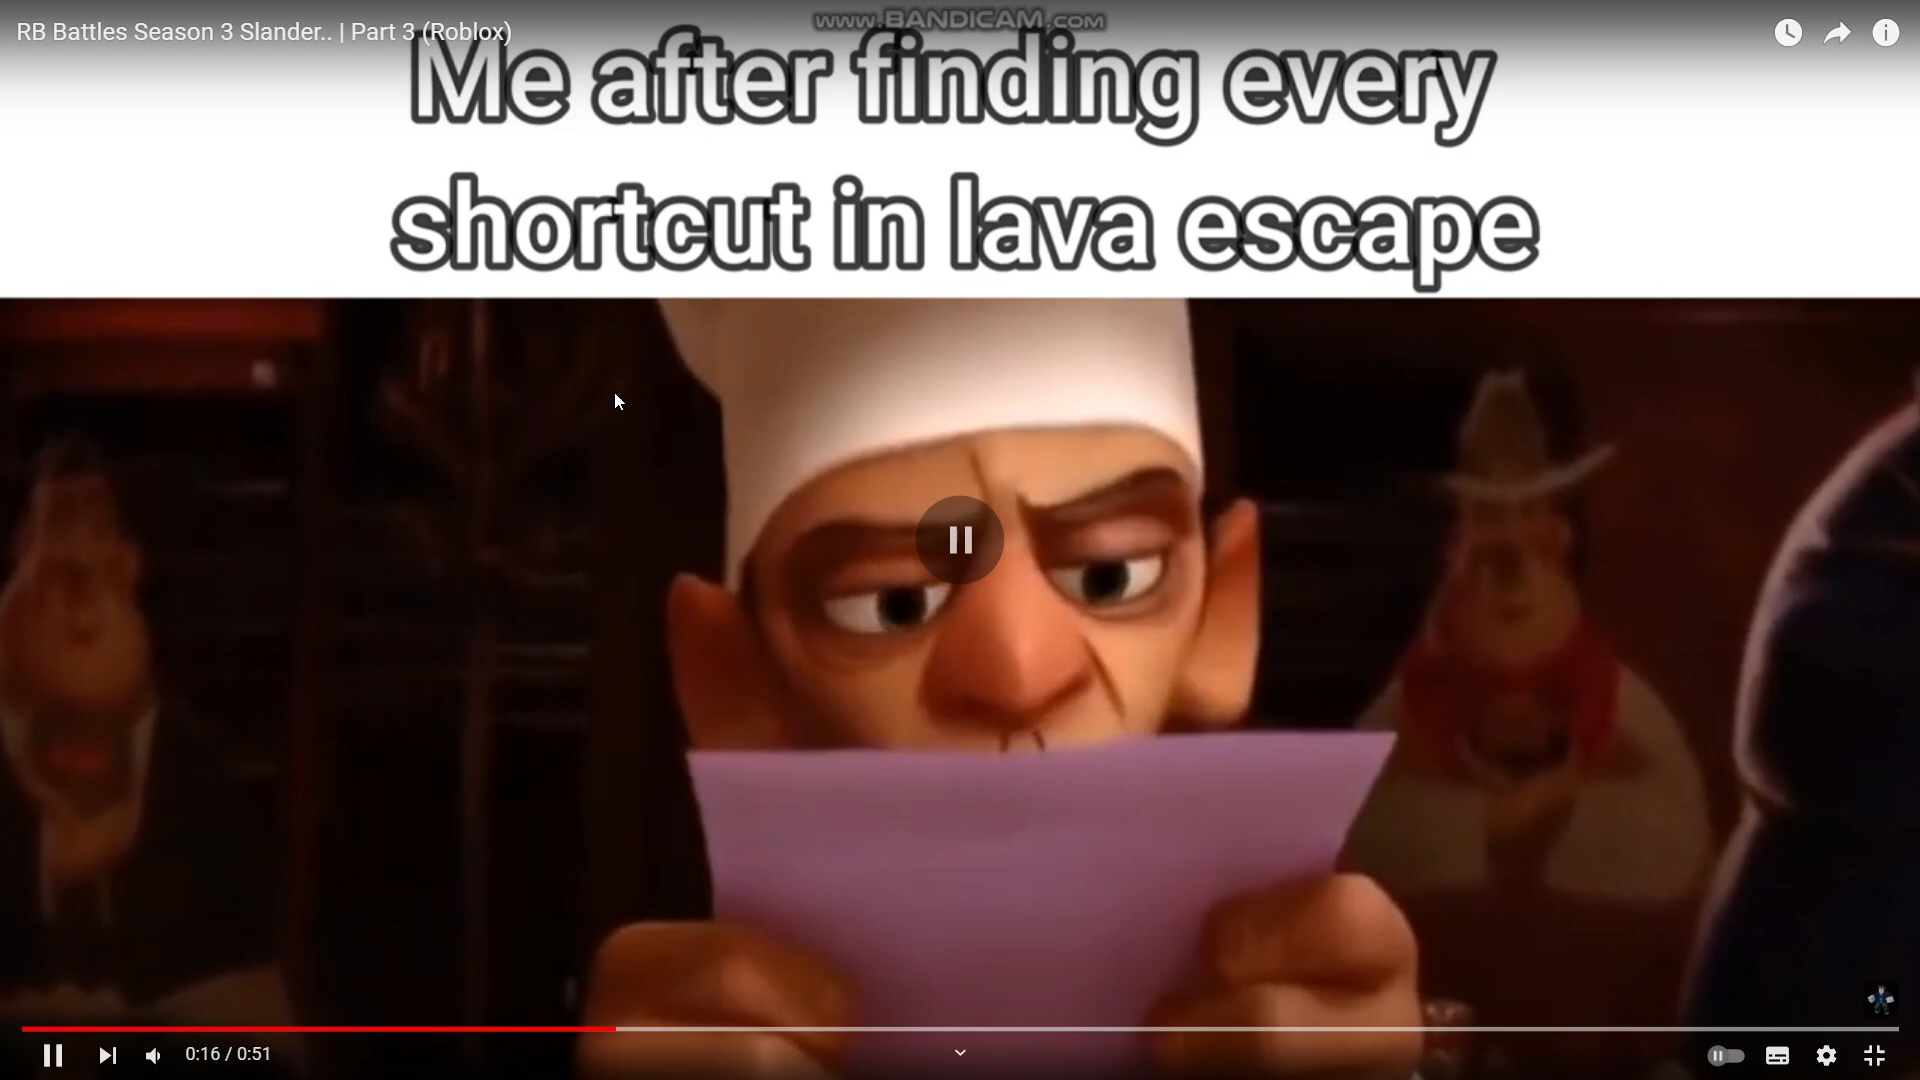 www.BANDICAM.com
RB Battles Season 3 Slander.. | Part 3 (Roblox)
Me after finding every
shortcut in lava escape
0:16 / 0:51